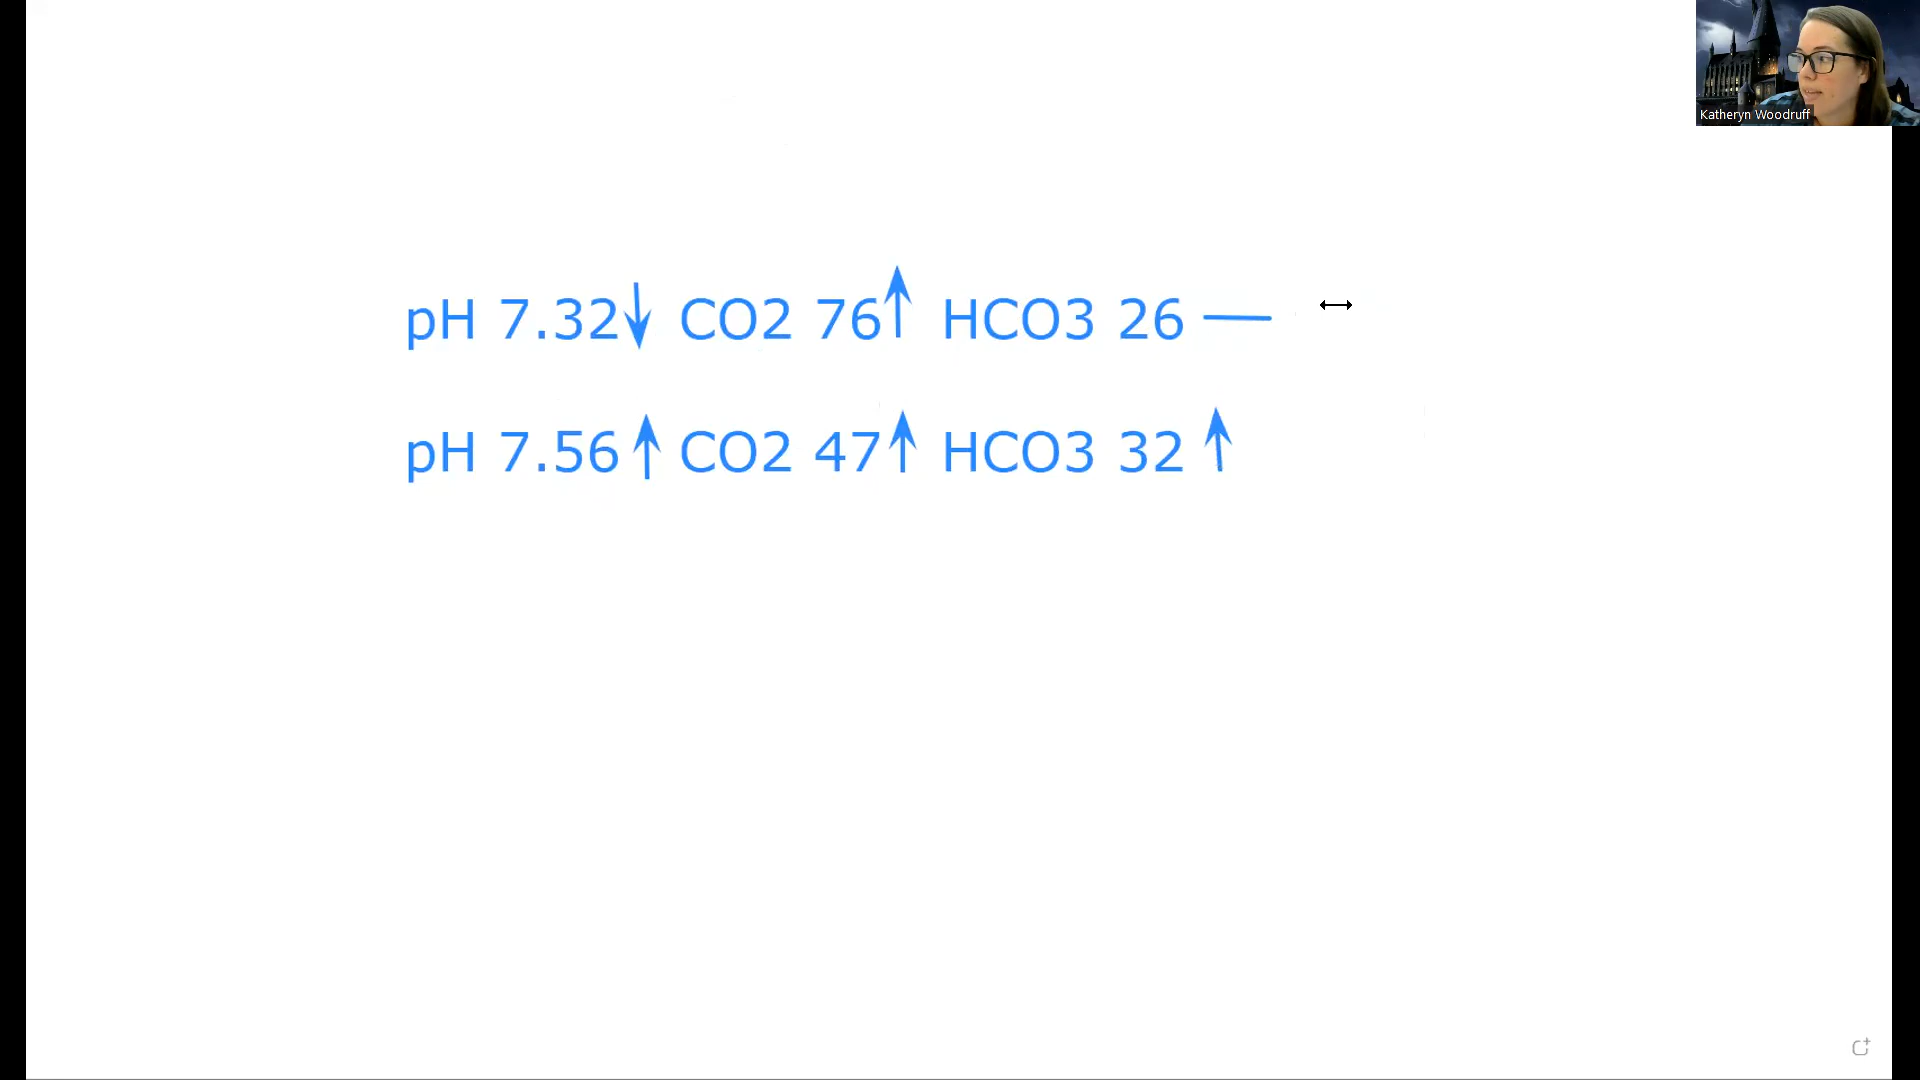 Katheryn Woodruff
pH 7.32↓ CO2 76↑ HCO3 26 —
pH 7.56↑ CO2 47↑ HCO3 32 ↑